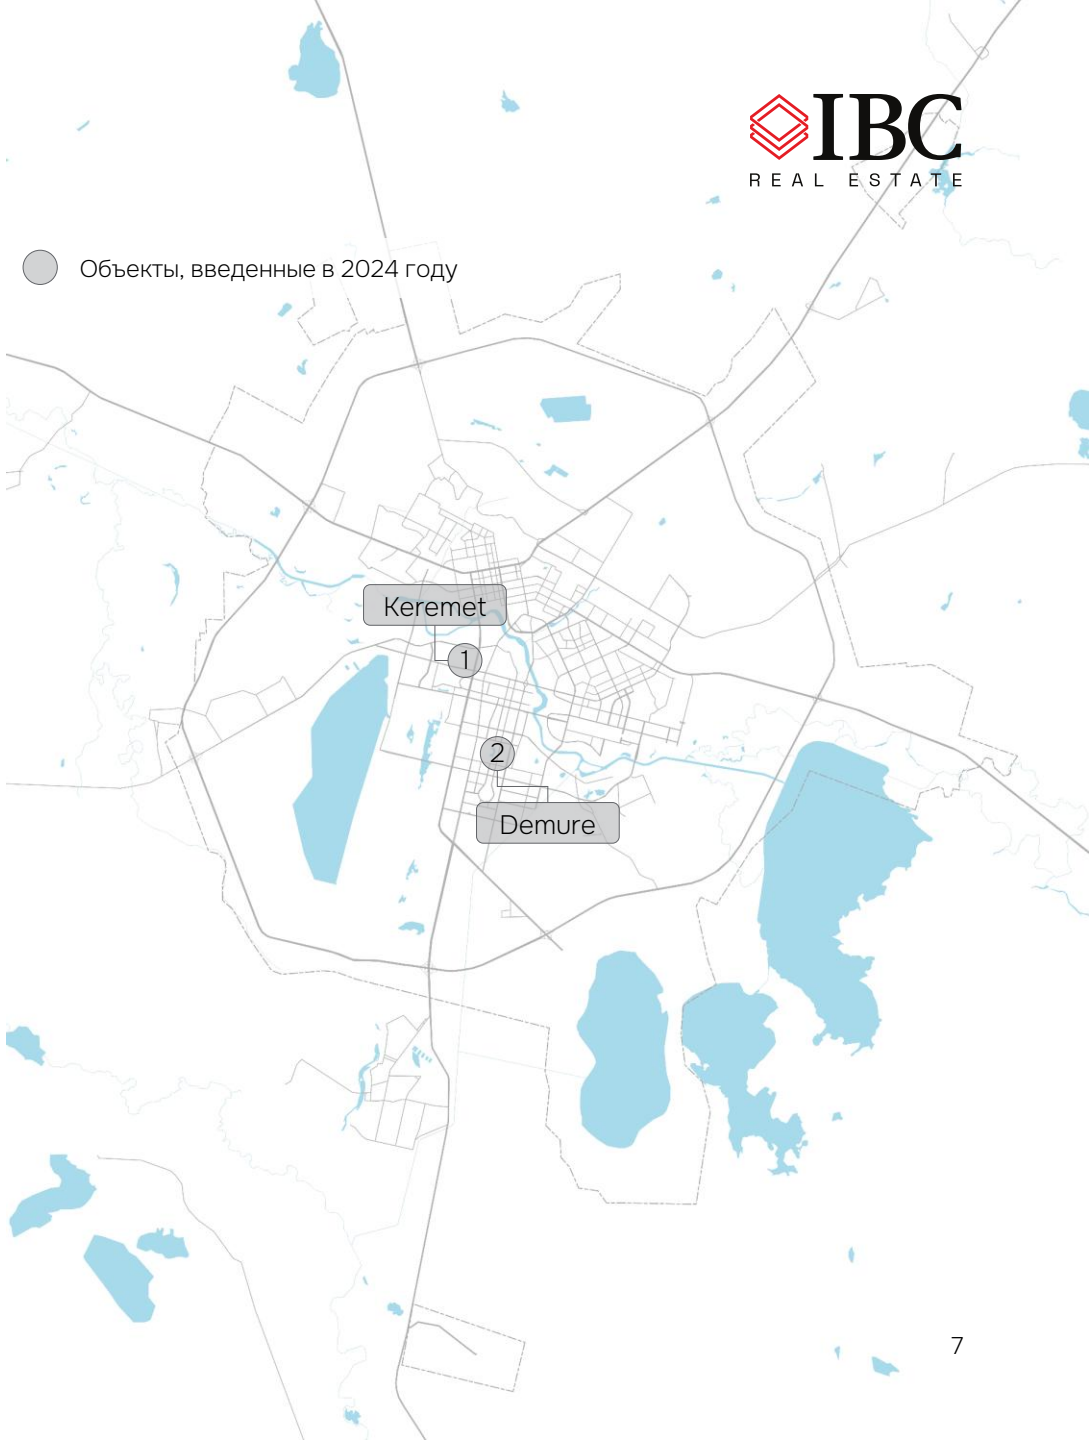 IBC
REAL ESTATE
Объекты, введенные в 2024 году
Keremet
1
2
Demure
7